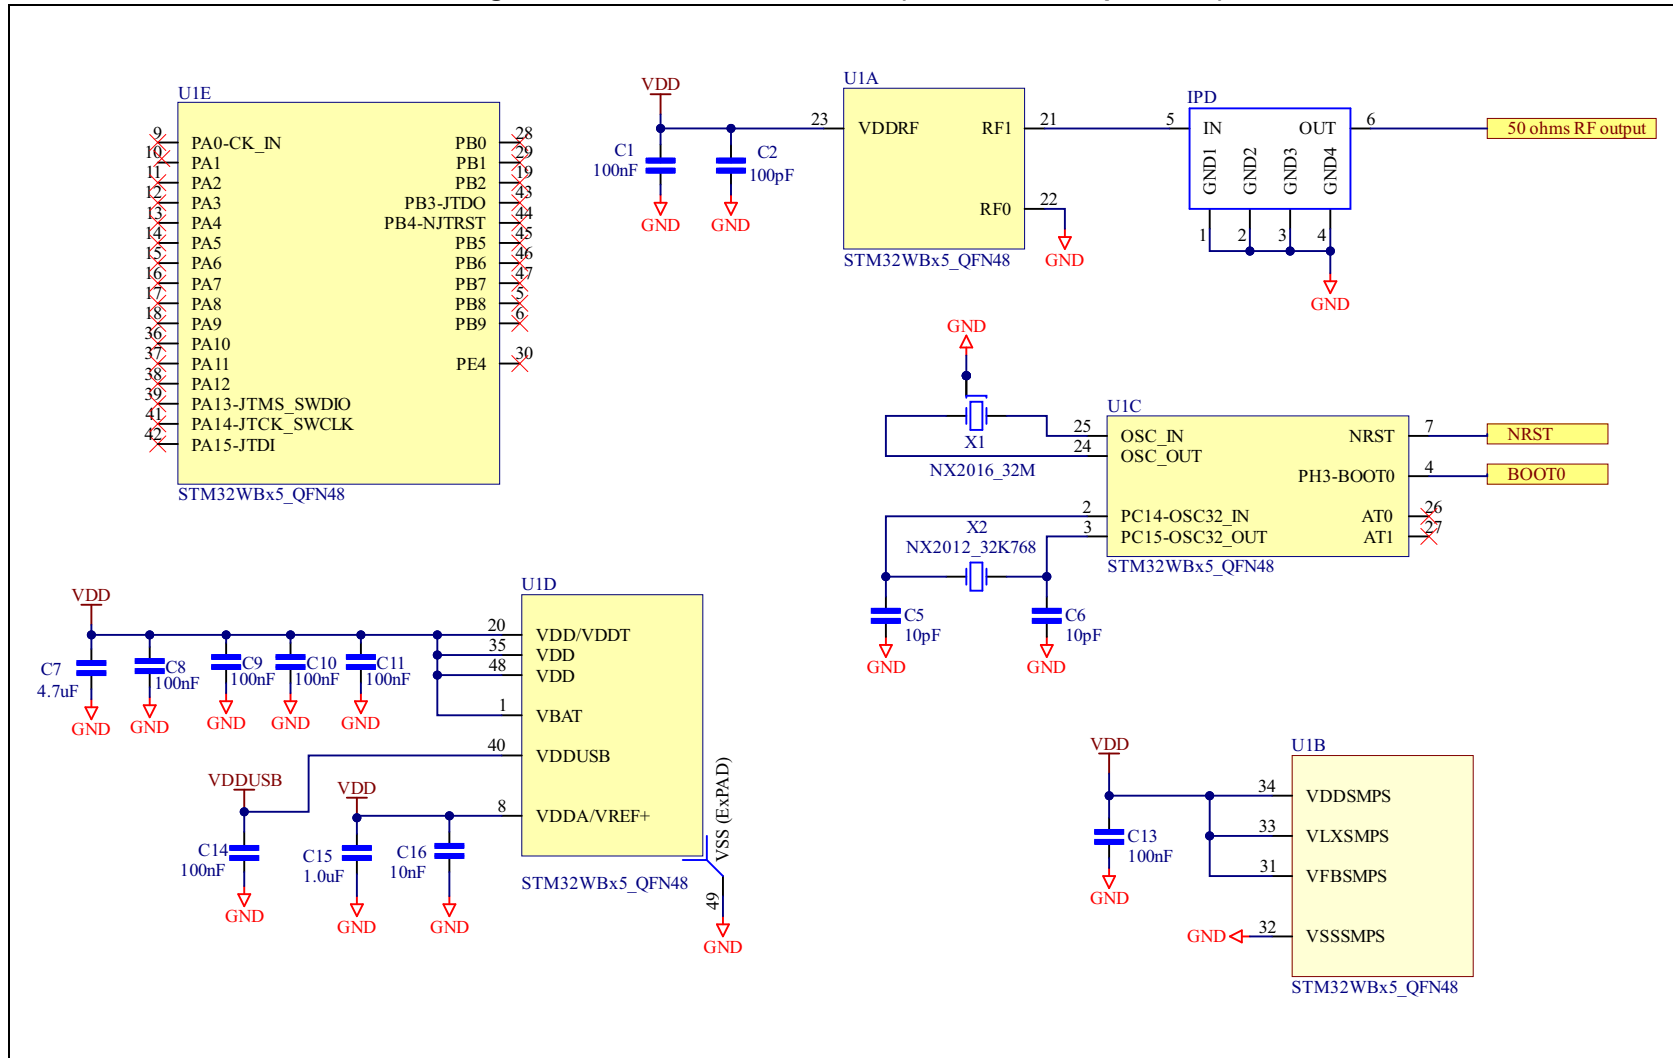 U1E
9 PA0-CK_IN PB0 28
10 PA1 PB1 29
11 PA2 PB2 19
12 PA3 PB3-JTDO 43
13 PA4 PB4-NJTRST 44
14 PA5 PB5 45
15 PA6 PB6 46
16 PA7 PB7 47
17 PA8 PB8 5
18 PA9 PB9 6
36 PA10
37 PA11 PE4 30
38 PA12
39 PA13-JTMS_SWDIO
41 PA14-JTCK_SWCLK
42 PA15-JTDI
STM32WBx5_QFN48
VDD
C1
100nF
GND
C2
100pF
GND
U1A
23 VDDRF RF1 21
RF0 22
GND
STM32WBx5_QFN48
IPD
5 IN OUT 6
GND1 GND2 GND3 GND4
1 2 3 4
GND
50 ohms RF output
GND
X1
NX2016_32M
U1C
25 OSC_IN NRST 7
24 OSC_OUT
PH3-BOOT0 4
2 PC14-OSC32_IN AT0 26
3 PC15-OSC32_OUT AT1 27
STM32WBx5_QFN48
NRST
BOOT0
X2
NX2012_32K768
C5
10pF
GND
C6
10pF
GND
VDD
C7
4.7uF
GND
C8
100nF
GND
C9
100nF
GND
C10
100nF
GND
C11
100nF
GND
U1D
20 VDD/VDDT
35 VDD
48 VDD
1 VBAT
40 VDDUSB
8 VDDA/VREF+
STM32WBx5_QFN48
VSS (ExPAD)
49
GND
VDDUSB
C14
100nF
GND
VDD
C15
1.0uF
GND
C16
10nF
GND
VDD
C13
100nF
GND
U1B
34 VDDSMPS
33 VLXSMPS
31 VFBSMPS
GND 32 VSSSMPS
STM32WBx5_QFN48